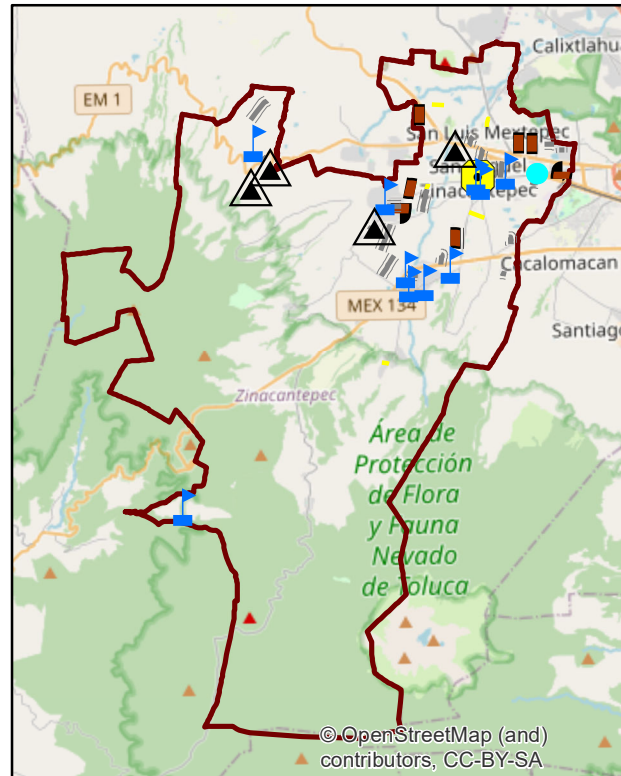 Calixtlahu
EM 1
San Luis Mextepec
San Miguel
Zinacantepec
Cacalomacan
MEX 134
Santiago
Zinacantepec
Área de
Protección
de Flora
y Fauna
Nevado
de Toluca
© OpenStreetMap (and)
contributors, CC-BY-SA